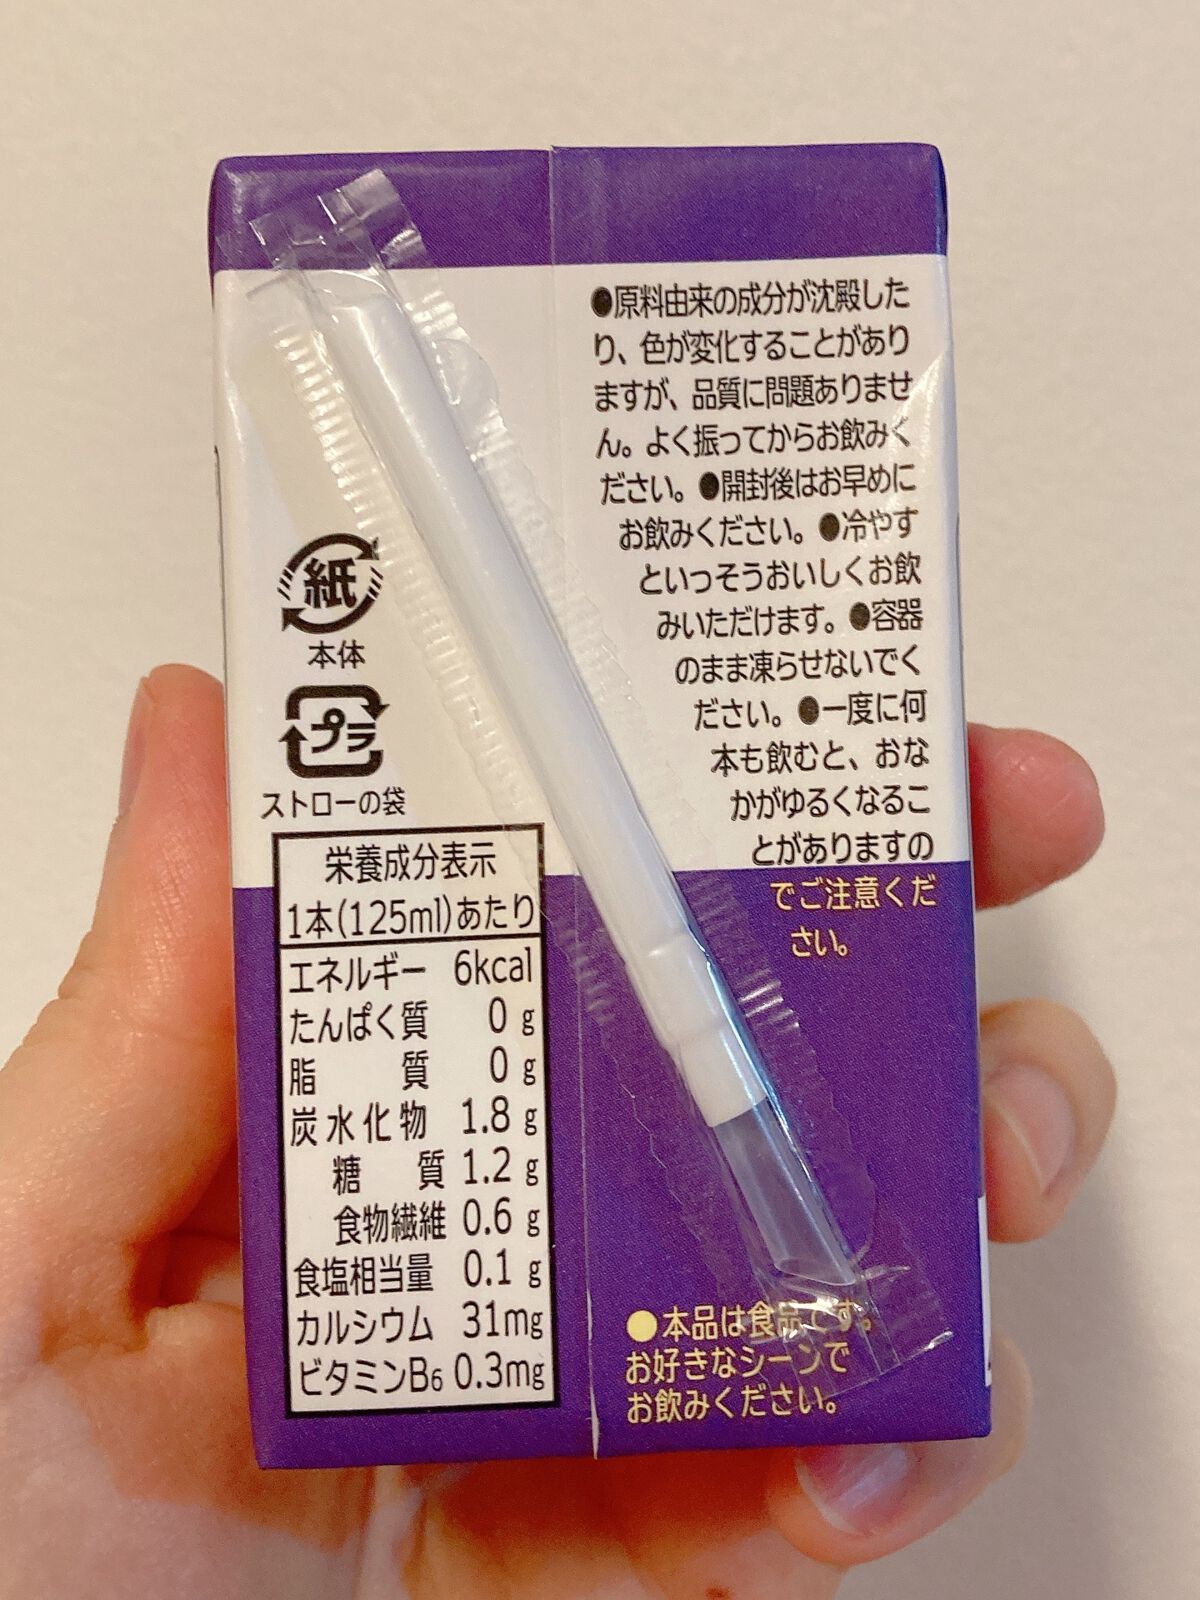 ●原料由来の成分が沈殿した
り、色が変化することがあり
ますが、品質に問題ありませ
ん。よく振ってからお飲みく
ださい。●開封後はお早めに
お飲みください。●冷やす
といっそうおいしくお飲
みいただけます。●容器
のまま凍らせないでく
ださい。●一度に何
本も飲むと、おな
かがゆるくなるこ
とがありますの
でご注意くだ
さい。
紙
本体
プラ
ストローの袋
栄養成分表示
1本(125ml)あたり
エネルギー 6kcal
たんぱく質 0g
脂質 0g
炭水化物 1.8g
糖質 1.2g
食物繊維 0.6g
食塩相当量 0.1g
カルシウム 31mg
ビタミンB6 0.3mg
●本品は食品です。
お好きなシーンで
お飲みください。